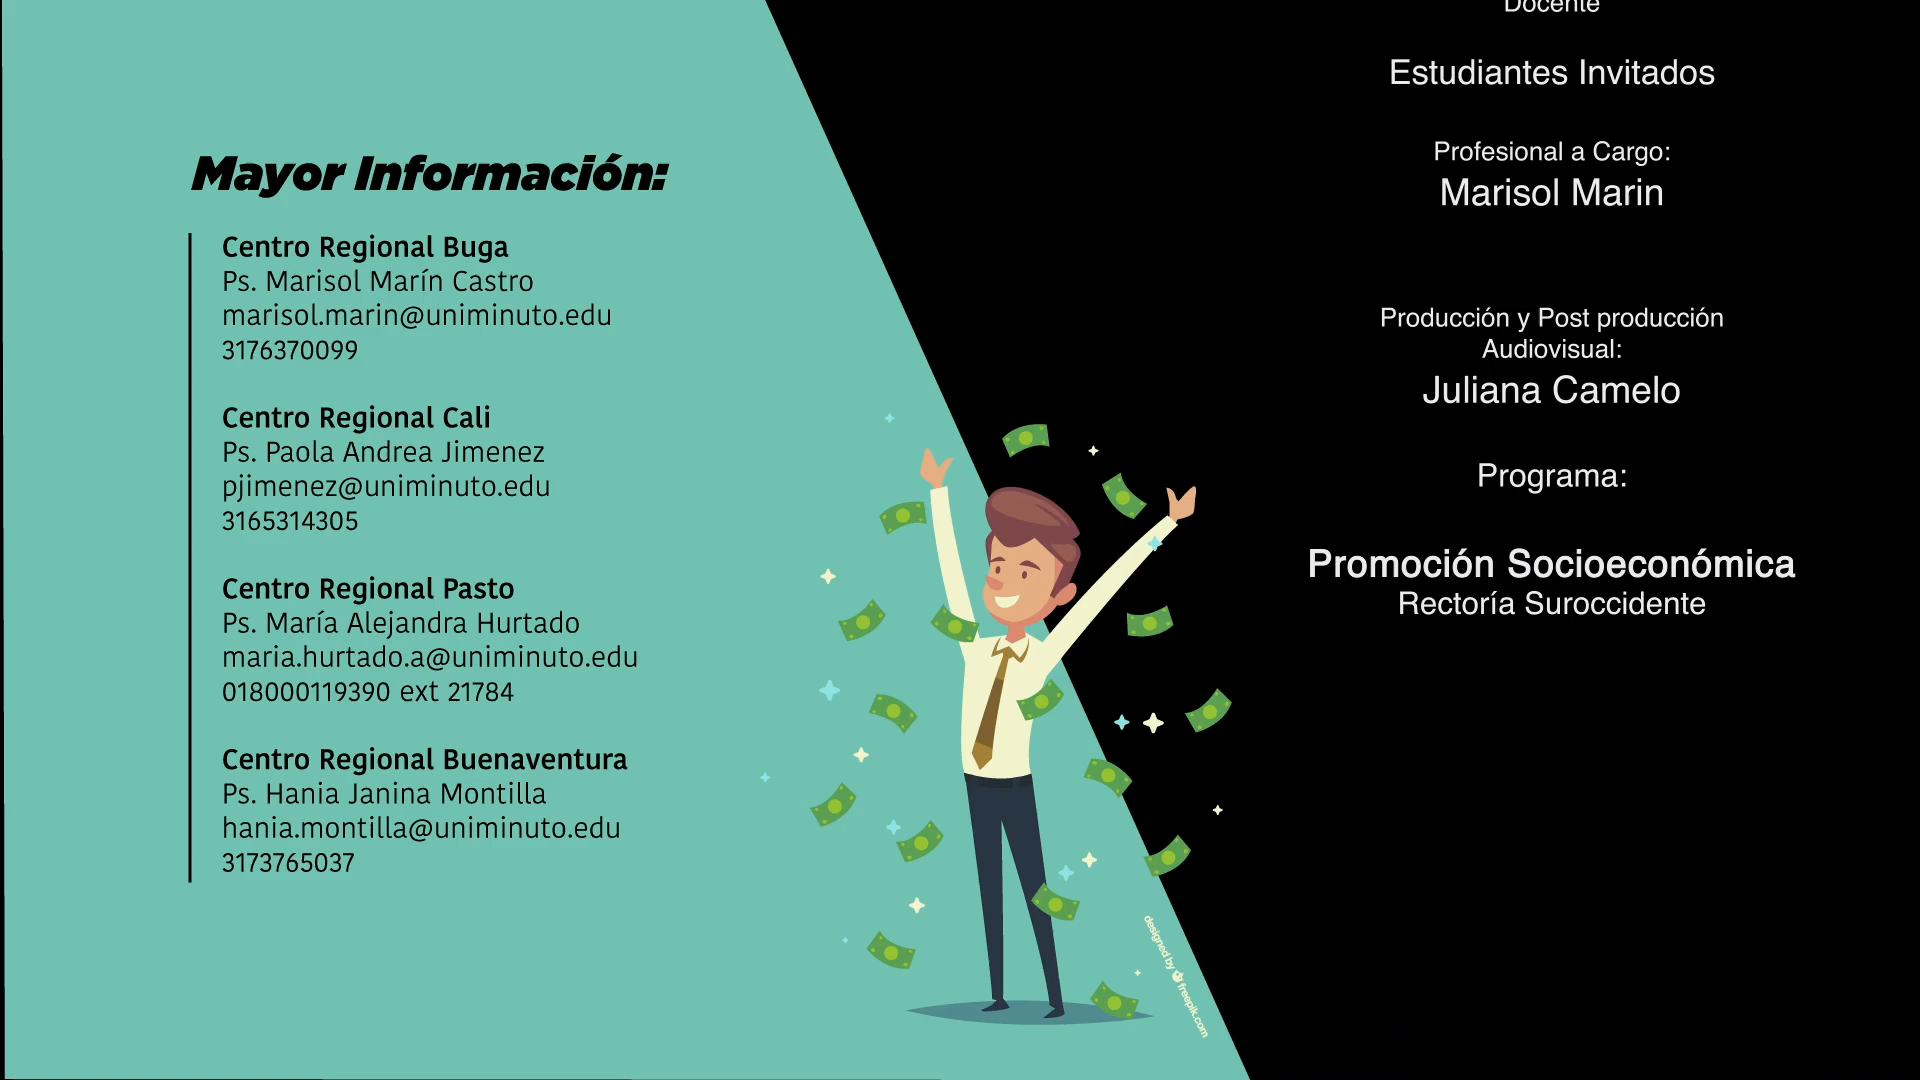 Mayor Información:
Centro Regional Buga
Ps. Marisol Marín Castro
marisol.marin@uniminuto.edu
3176370099
Centro Regional Cali
Ps. Paola Andrea Jimenez
pjimenez@uniminuto.edu
3165314305
Centro Regional Pasto
Ps. María Alejandra Hurtado
maria.hurtado.a@uniminuto.edu
018000119390 ext 21784
Centro Regional Buenaventura
Ps. Hania Janina Montilla
hania.montilla@uniminuto.edu
3173765037
designed by freepik.com
Docente
Estudiantes Invitados
Profesional a Cargo:
Marisol Marin
Producción y Post producción
Audiovisual:
Juliana Camelo
Programa:
Promoción Socioeconómica
Rectoría Suroccidente